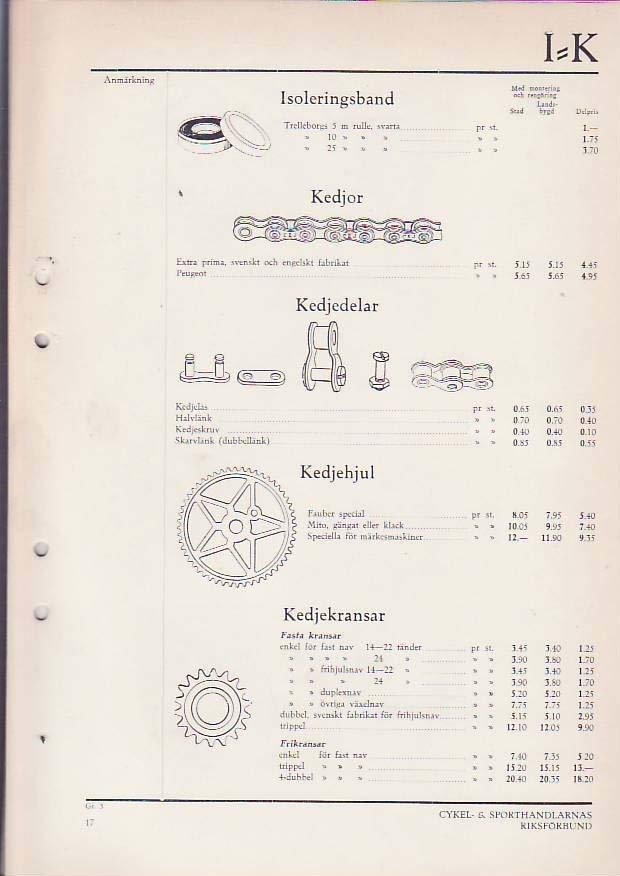 I-K
Anmärkning
Med montering
och rengöring
Stad Lands-
bygd Delpris
Isoleringsband
Trelleborgs 5 m rulle, svarta pr st. 1.—
» 10 » » » » » 1.75
» 25 » » » » » 3.70
Kedjor
Extra prima, svenskt och engelskt fabrikat pr st. 5.15 5.15 4.45
Peugeot » » 5.65 5.65 4.95
Kedjedelar
Kedjelås pr st. 0.65 0.65 0.35
Halvlänk » » 0.70 0.70 0.40
Kedjeskruv » » 0.40 0.40 0.10
Skarvlänk (dubbellänk) » » 0.85 0.85 0.55
Kedjehjul
Fauber special pr st. 8.05 7.95 5.40
Mito, gängat eller klack » » 10.05 9.95 7.40
Speciella för märkesmaskiner » » 12.— 11.90 9.35
Kedjekransar
Fasta kransar
enkel för fast nav 14—22 tänder pr st. 3.45 3.40 1.25
» » » » 24 » » » 3.90 3.80 1.70
» » frihjulsnav 14—22 » » » 3.45 3.40 1.25
» » » 24 » » » 3.90 3.80 1.70
» » duplexnav » » 5.20 5.20 1.25
» » övriga växelnav » » 7.75 7.75 1.25
dubbel, svenskt fabrikat för frihjulsnav » » 5.15 5.10 2.95
trippel » » 12.10 12.05 9.90
Frikransar
enkel för fast nav » » 7.40 7.35 5.20
trippel » » » » » 15.20 15.15 13.—
4-dubbel » » » » » 20.40 20.35 18.20
Gr. 3
17
CYKEL- & SPORTHANDLARNAS
RIKSFÖRBUND